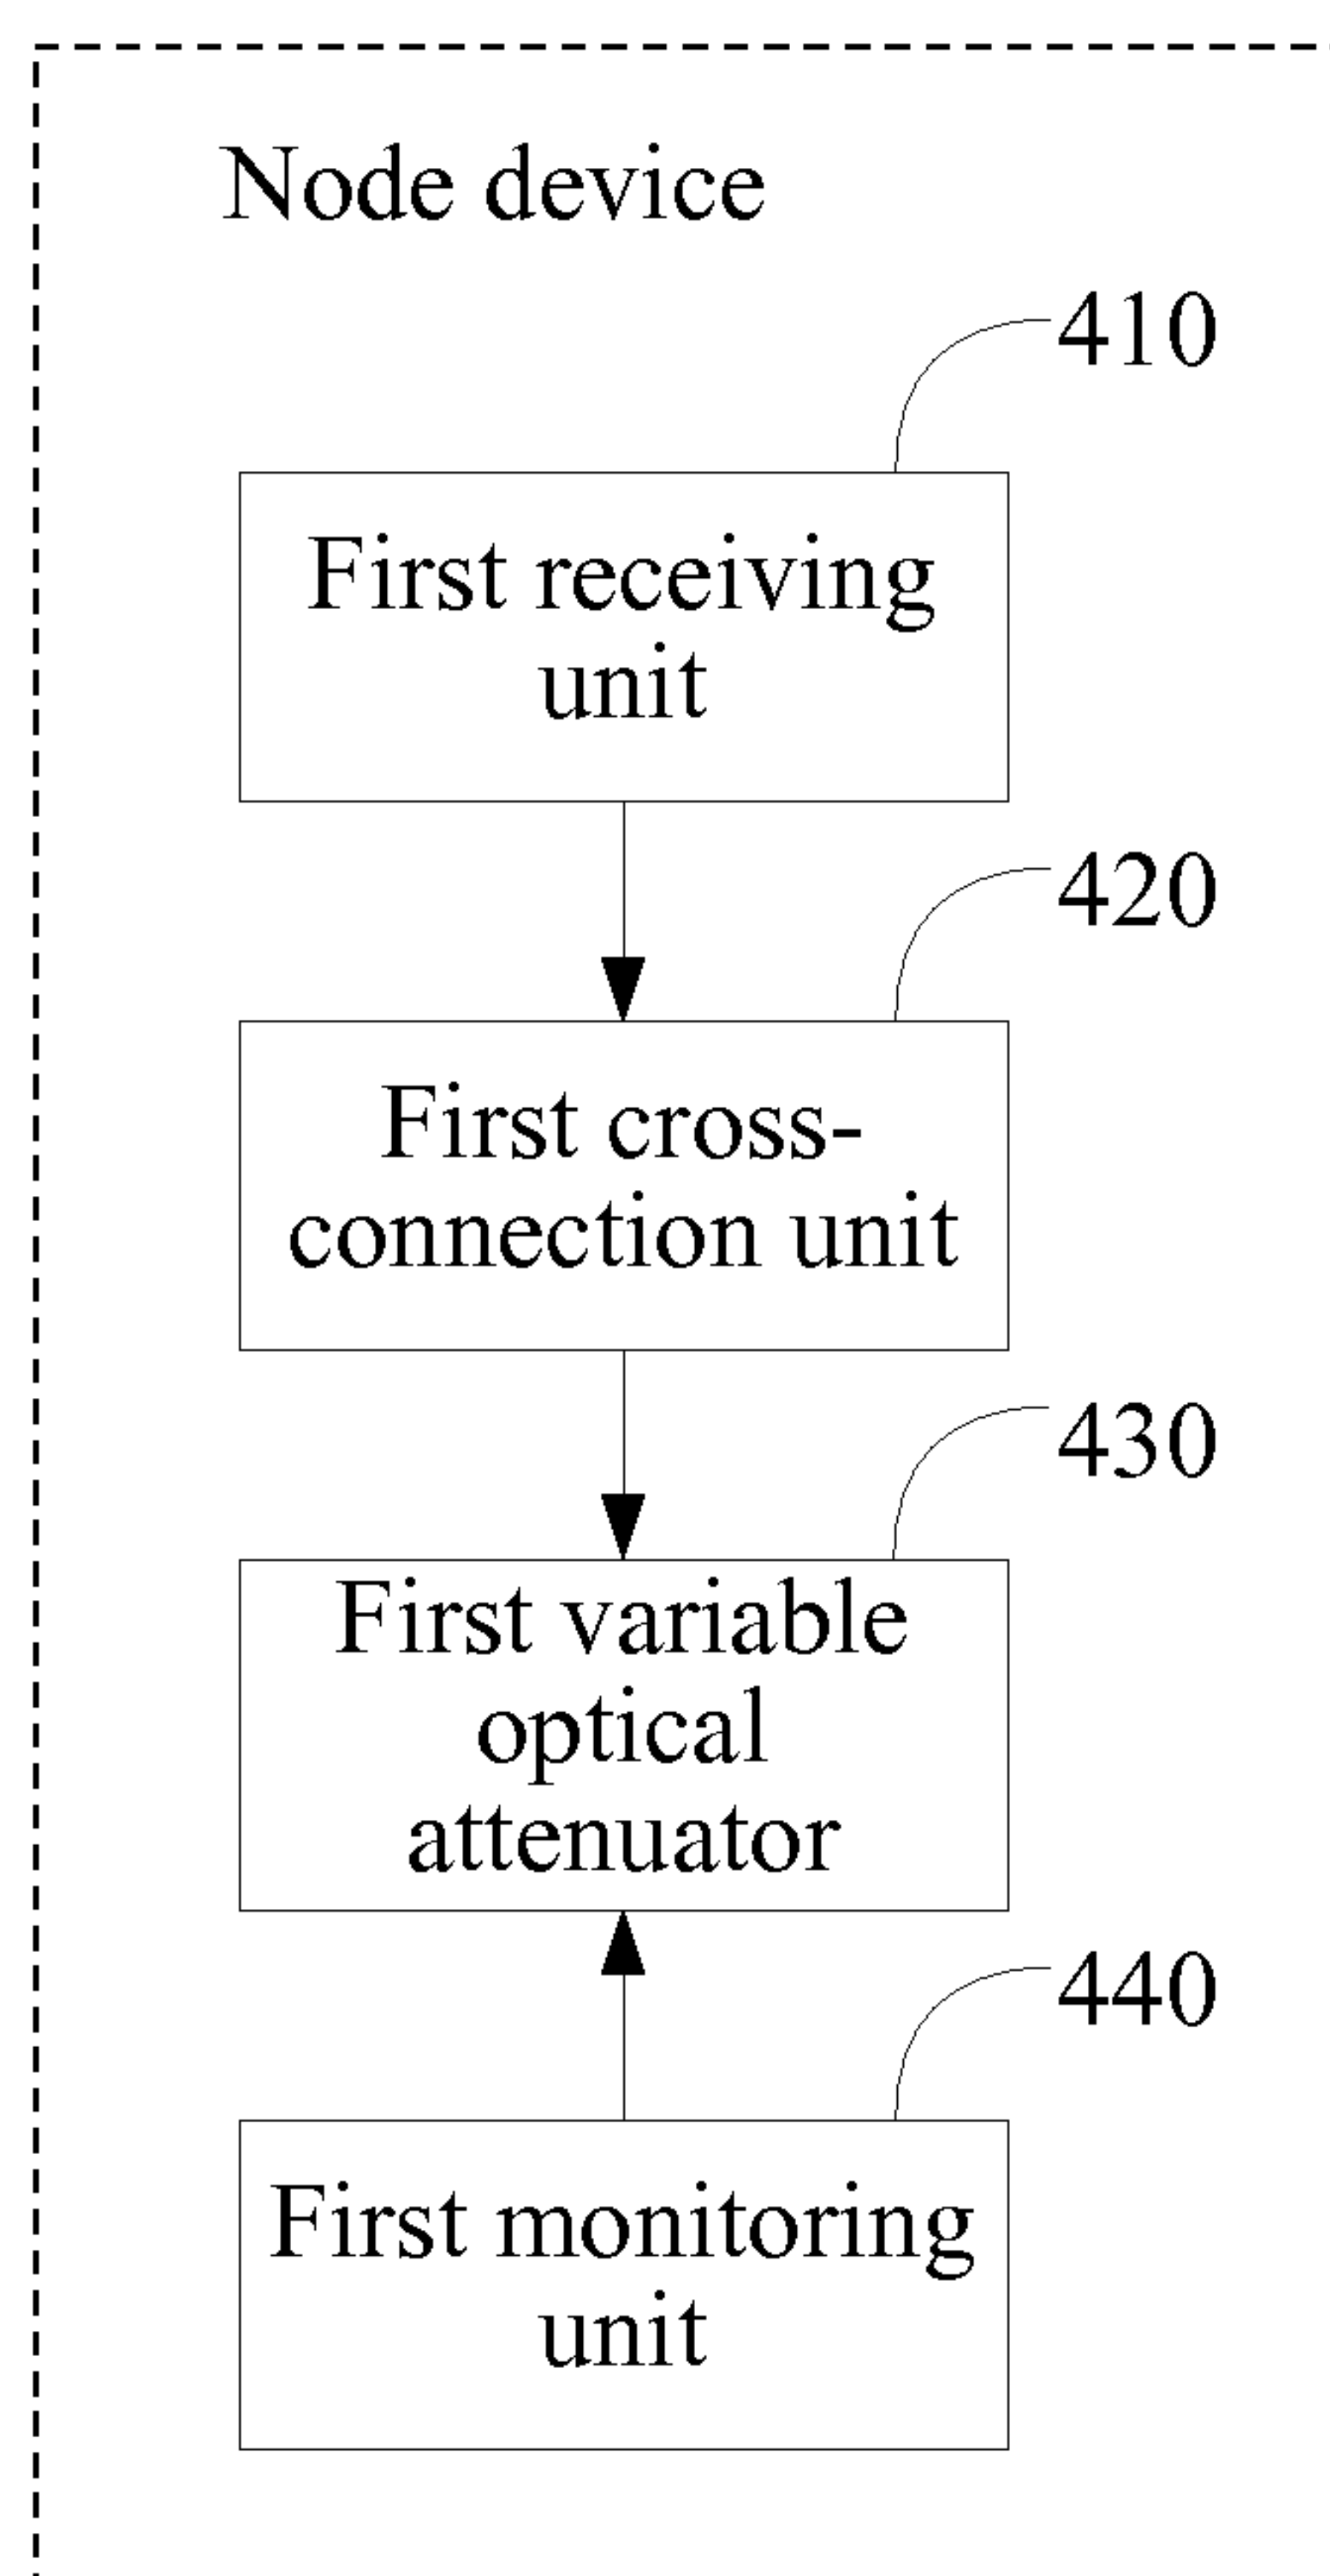 Node device
410
First receiving
unit
420
First cross-
connection unit
430
First variable
optical
attenuator
440
First monitoring
unit